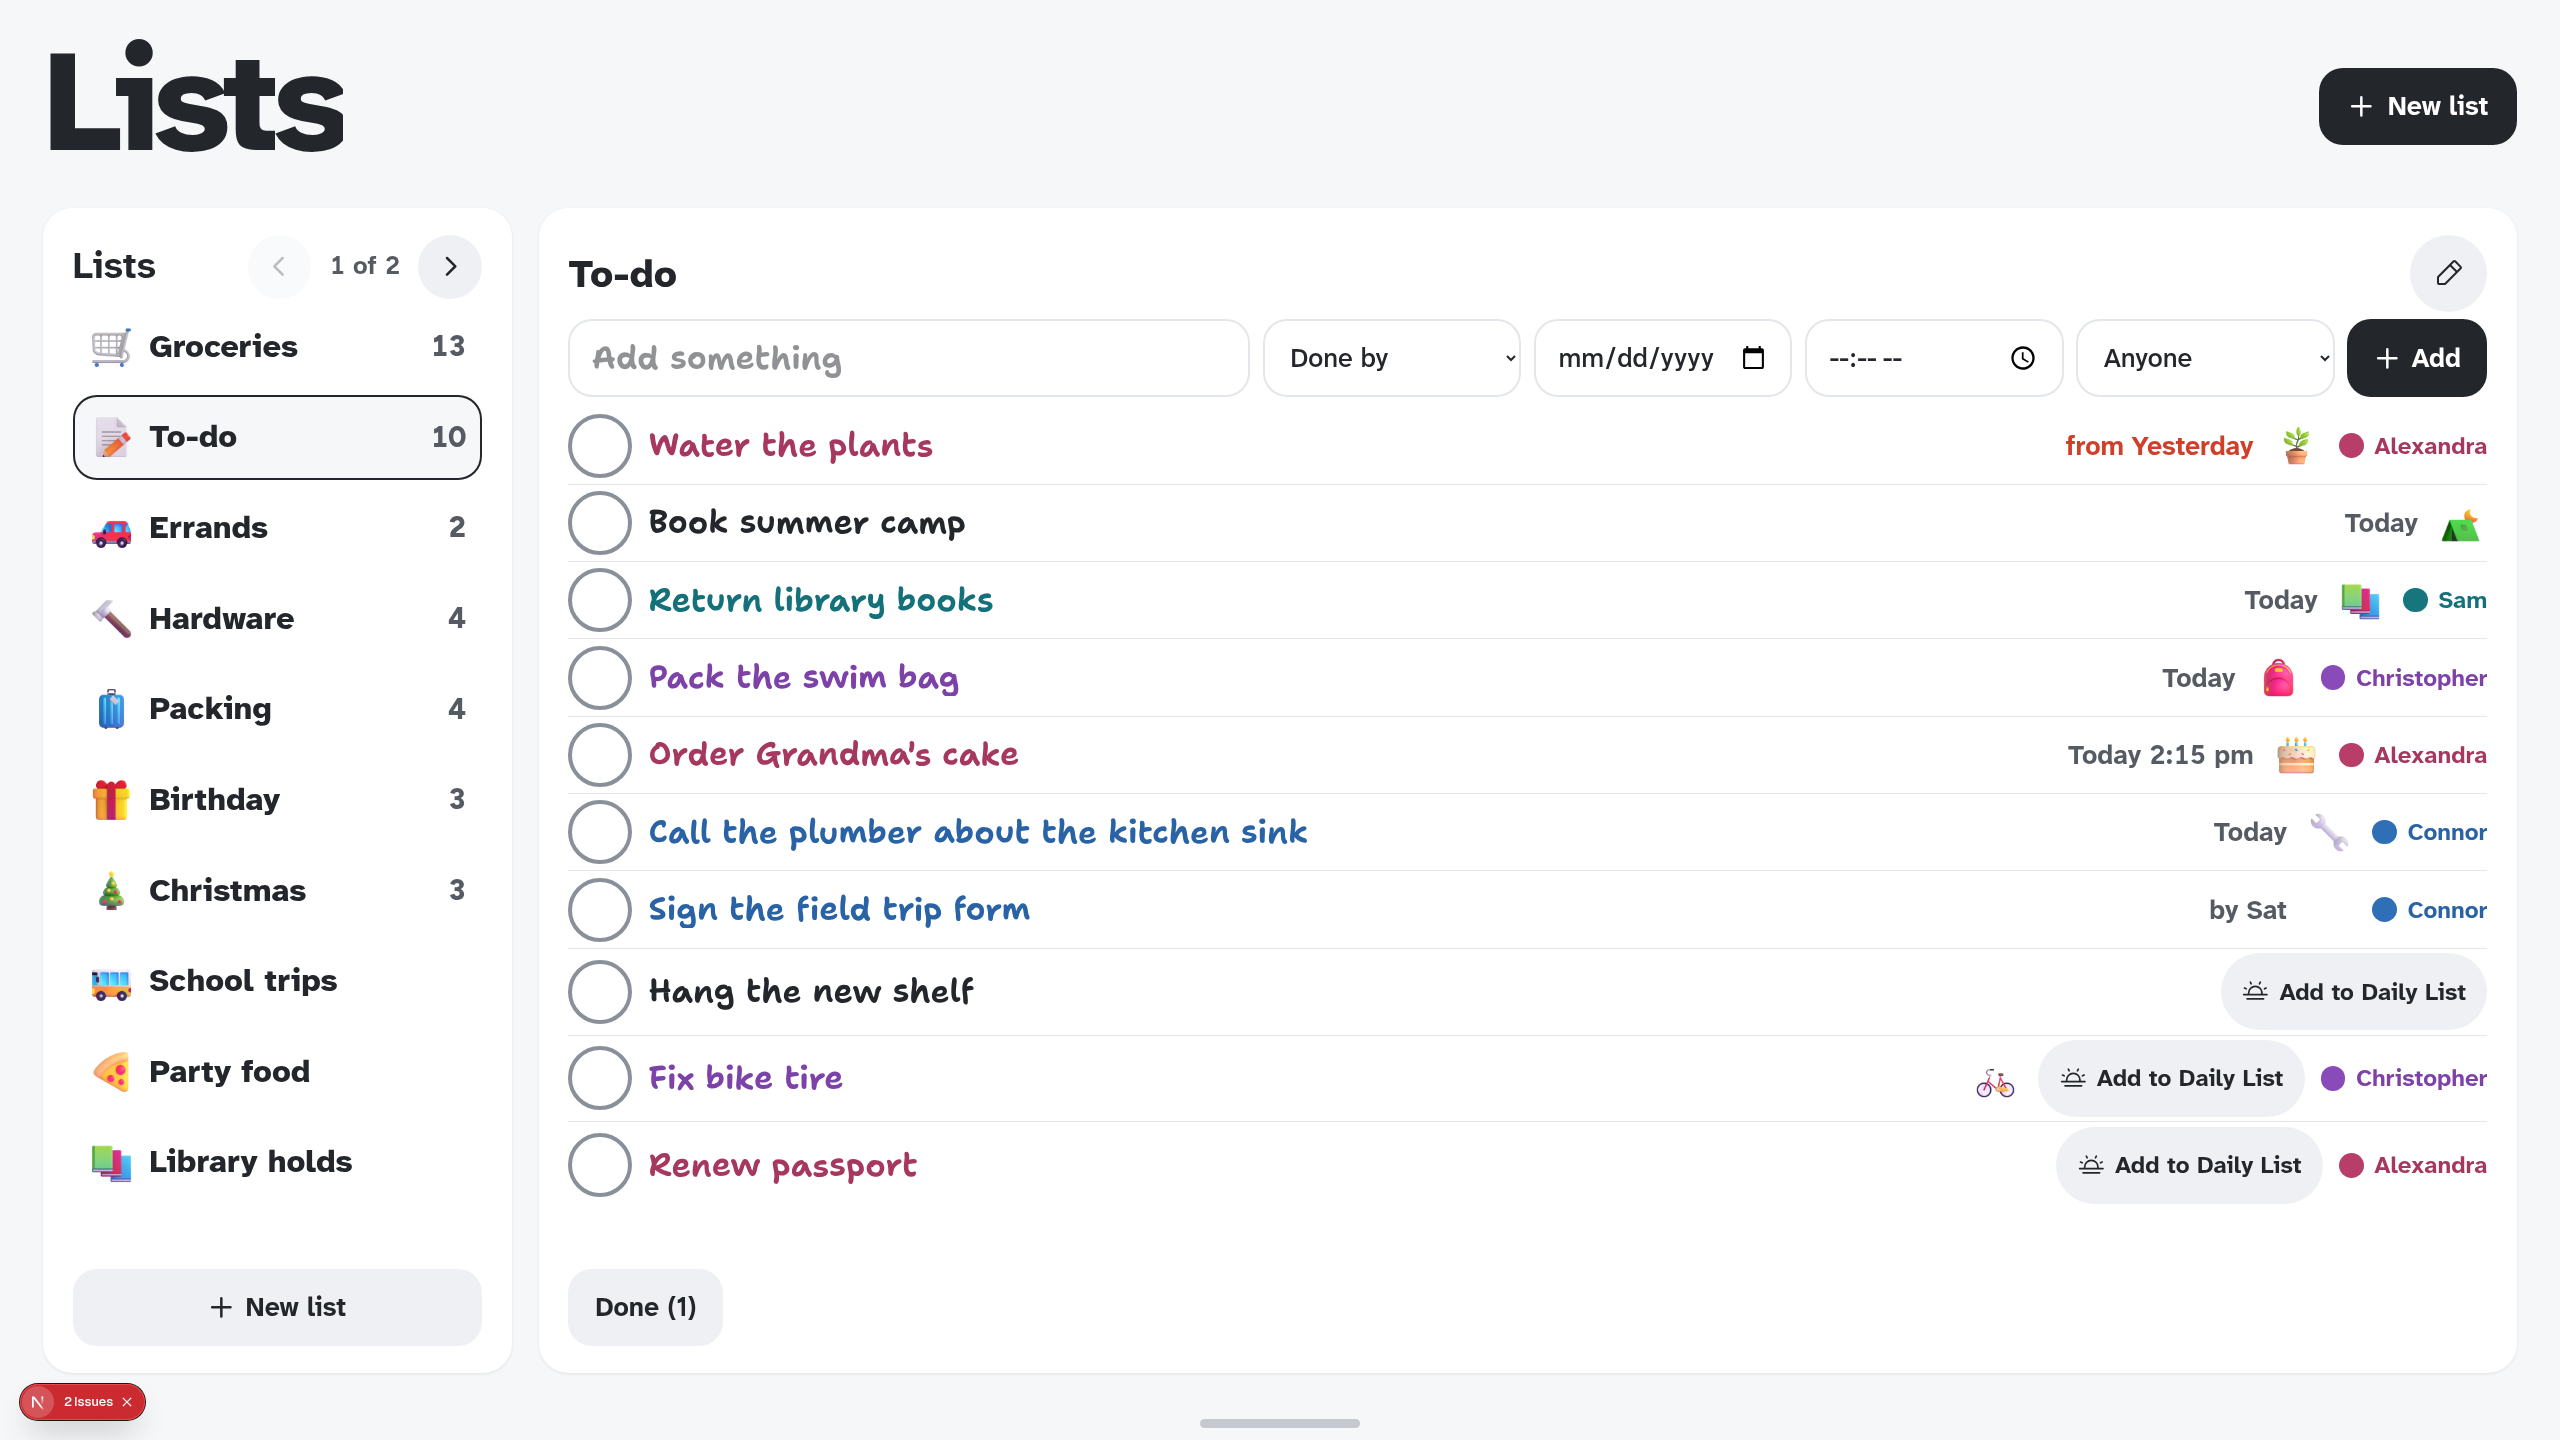 Lists
+ New list
Lists
1 of 2
Groceries 13
To-do 10
Errands 2
Hardware 4
Packing 4
Birthday 3
Christmas 3
School trips
Party food
Library holds
+ New list
To-do
Add something
Done by
mm/dd/yyyy
--:-- --
Anyone
+ Add
Water the plants from Yesterday Alexandra
Book summer camp Today
Return library books Today Sam
Pack the swim bag Today Christopher
Order Grandma's cake Today 2:15 pm Alexandra
Call the plumber about the kitchen sink Today Connor
Sign the field trip form by Sat Connor
Hang the new shelf Add to Daily List
Fix bike tire Add to Daily List Christopher
Renew passport Add to Daily List Alexandra
Done (1)
N 2 Issues